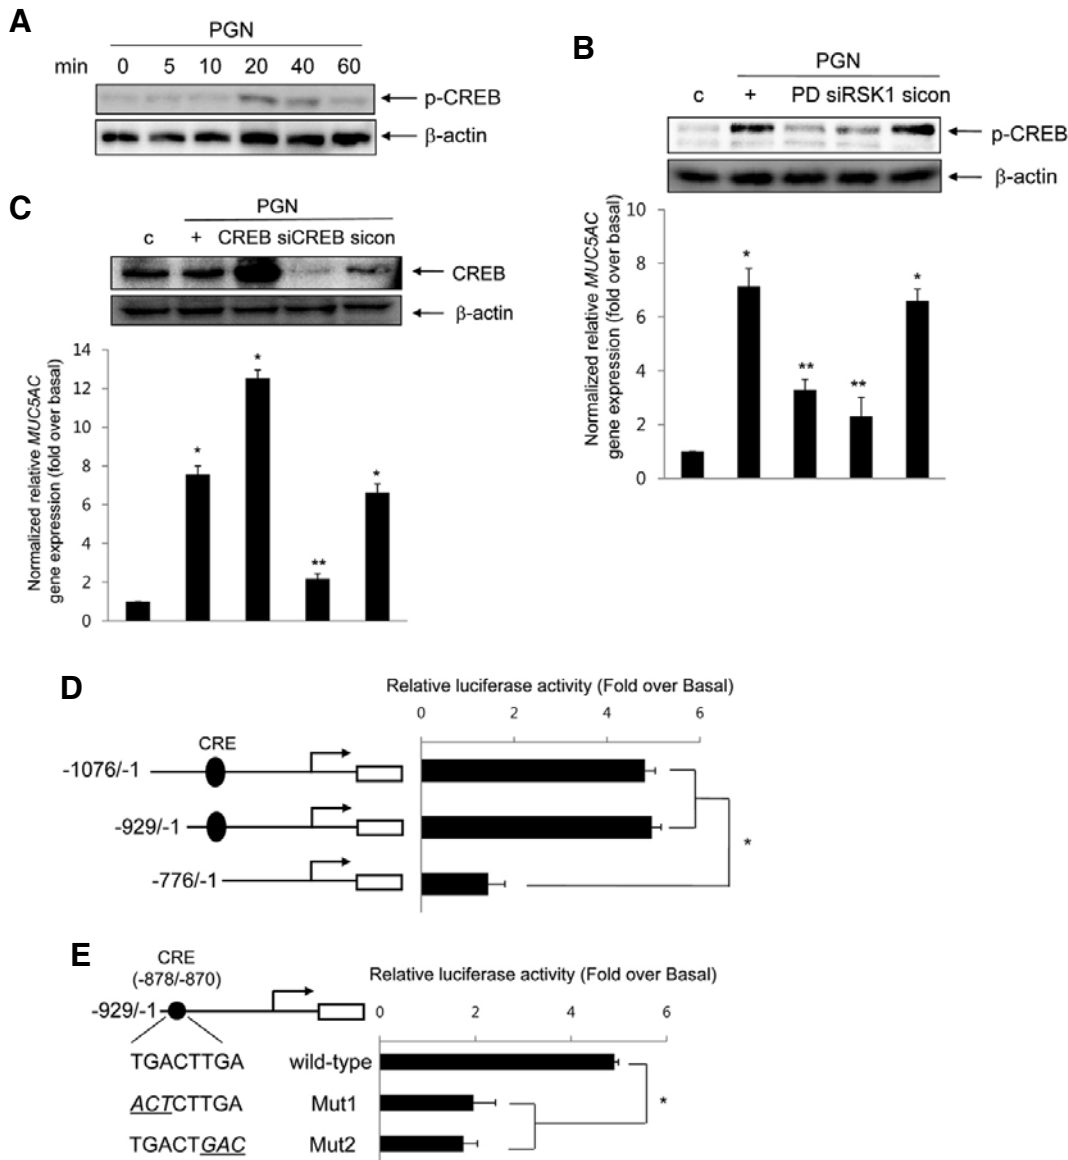 A
PGN
min 0 5 10 20 40 60
p-CREB
β-actin
B
PGN
c + PD siRSK1 sicon
p-CREB
β-actin
Normalized relative MUC5AC
gene expression (fold over basal)
10
8
6
4
2
0
*
**
**
*
C
PGN
c + CREB siCREB sicon
CREB
β-actin
Normalized relative MUC5AC
gene expression (fold over basal)
14
12
10
8
6
4
2
0
*
*
**
*
D
Relative luciferase activity (Fold over Basal)
0 2 4 6
CRE
-1076/-1
-929/-1
-776/-1
*
E
CRE
(-878/-870)
Relative luciferase activity (Fold over Basal)
-929/-1
0 2 4 6
TGACTTGA wild-type
ACTCTTGA Mut1
TGACTGAC Mut2
*